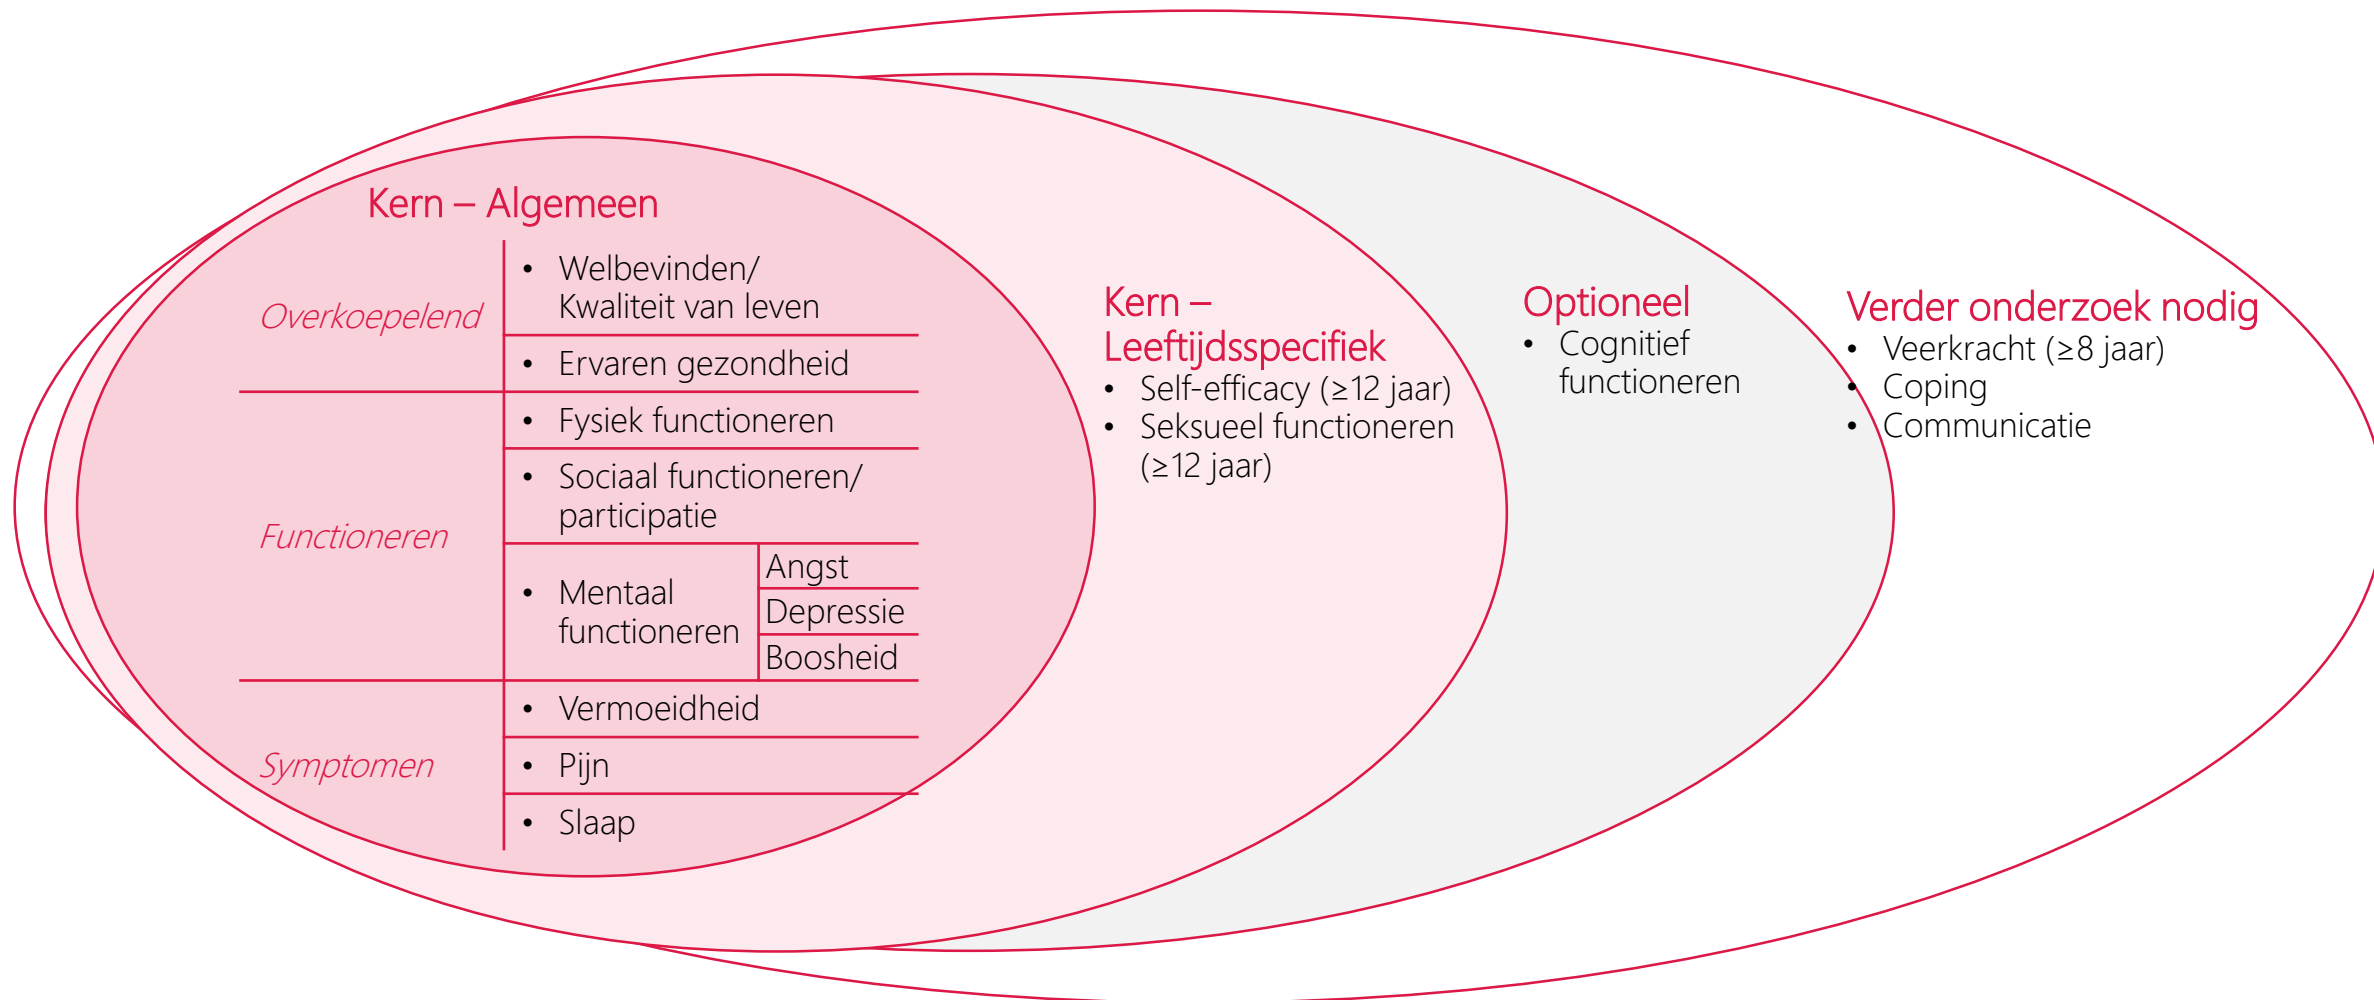 Kern – Algemeen
Overkoepelend
• Welbevinden/
Kwaliteit van leven
• Ervaren gezondheid
Functioneren
• Fysiek functioneren
• Sociaal functioneren/
participatie
• Mentaal
functioneren
Angst
Depressie
Boosheid
Symptomen
• Vermoeidheid
• Pijn
• Slaap
Kern –
Leeftijdsspecifiek
• Self-efficacy (≥12 jaar)
• Seksueel functioneren
(≥12 jaar)
Optioneel
• Cognitief
functioneren
Verder onderzoek nodig
• Veerkracht (≥8 jaar)
• Coping
• Communicatie